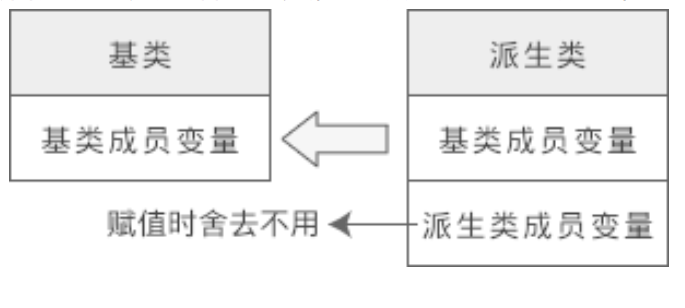 基类
派生类
基类成员变量
基类成员变量
赋值时舍去不用
派生类成员变量